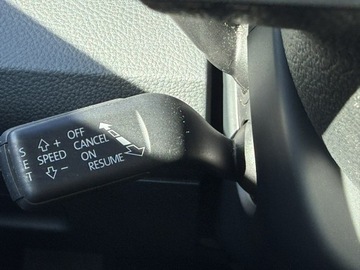 SET
+ OFF
SPEED CANCEL
- ON
RESUME